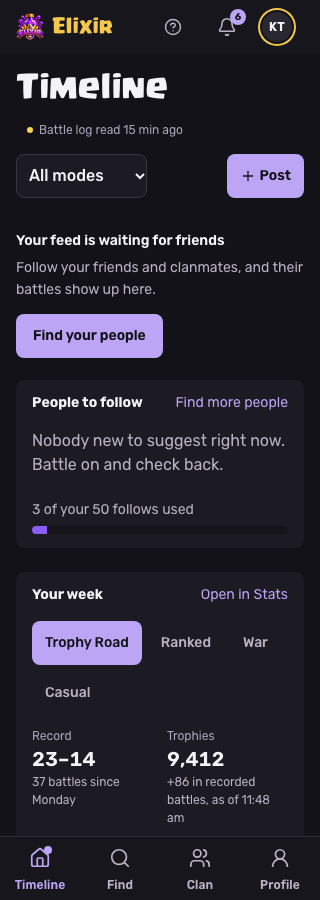 Elixir
6
KT
Timeline
Battle log read 15 min ago
All modes
+ Post
Your feed is waiting for friends
Follow your friends and clanmates, and their
battles show up here.
Find your people
People to follow
Find more people
Nobody new to suggest right now.
Battle on and check back.
3 of your 50 follows used
Your week
Open in Stats
Trophy Road
Ranked
War
Casual
Record
23–14
37 battles since
Monday
Trophies
9,412
+86 in recorded
battles, as of 11:48
am
Timeline
Find
Clan
Profile